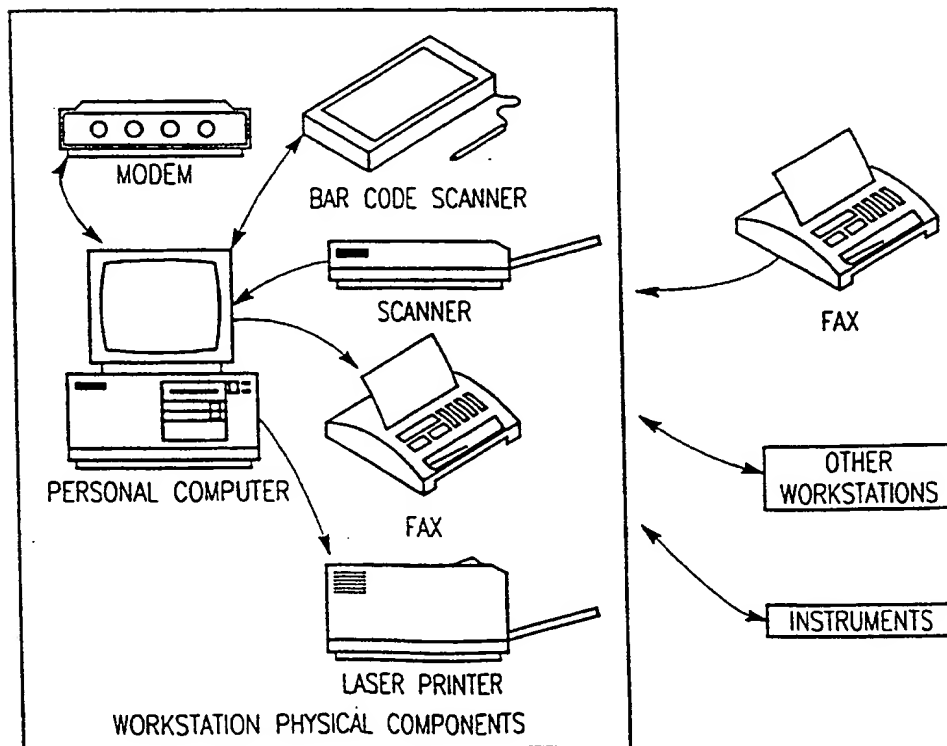 MODEM
BAR CODE SCANNER
SCANNER
FAX
PERSONAL COMPUTER
FAX
OTHER
WORKSTATIONS
INSTRUMENTS
LASER PRINTER
WORKSTATION PHYSICAL COMPONENTS